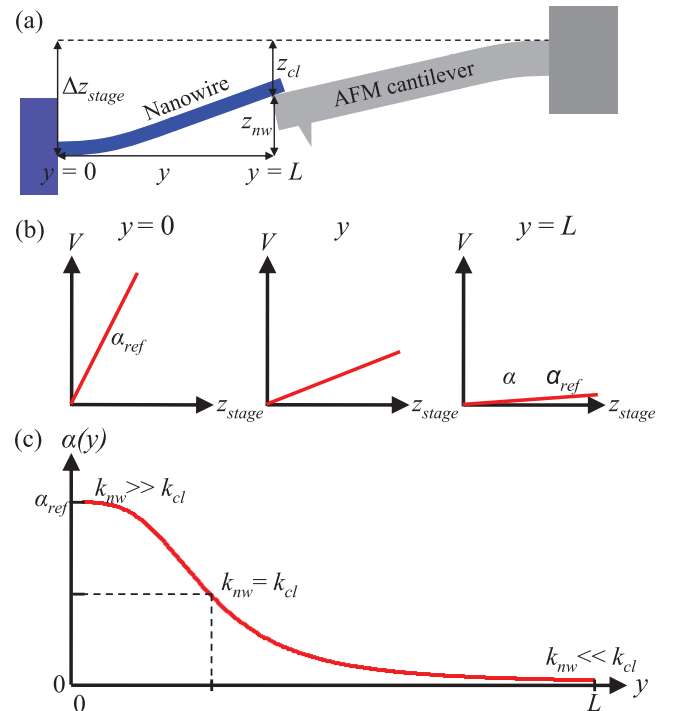 (a)
Δz_stage
z_cl
Nanowire
AFM cantilever
z_nw
y = 0 y y = L
(b) y = 0 y y = L
V V V
α_ref α α_ref
z_stage z_stage z_stage
(c) α(y)
α_ref k_nw >> k_cl
k_nw = k_cl
k_nw << k_cl
0
0 L y